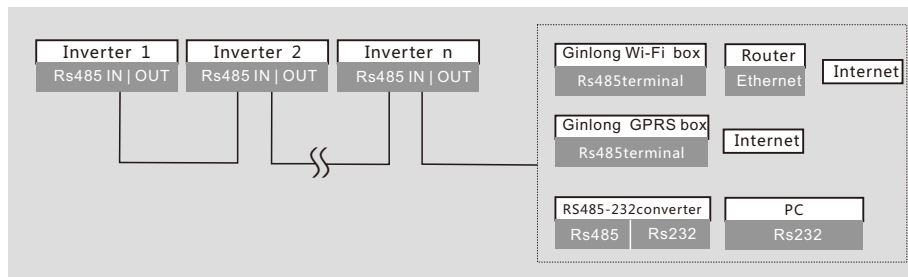 Inverter 1
Rs485 IN | OUT
Inverter 2
Rs485 IN | OUT
Inverter n
Rs485 IN | OUT
Ginlong Wi-Fi box
Rs485terminal
Router
Ethernet
Internet
Ginlong GPRS box
Rs485terminal
Internet
RS485-232converter
Rs485 Rs232
PC
Rs232